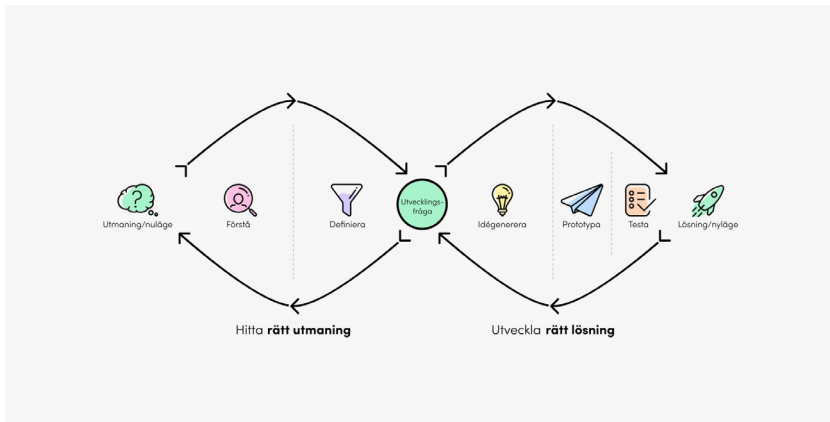 Utmaning/nuläge
Förstå
Definiera
Utvecklings-
fråga
Idégenerera
Prototypa
Testa
Lösning/nyläge
Hitta rätt utmaning
Utveckla rätt lösning